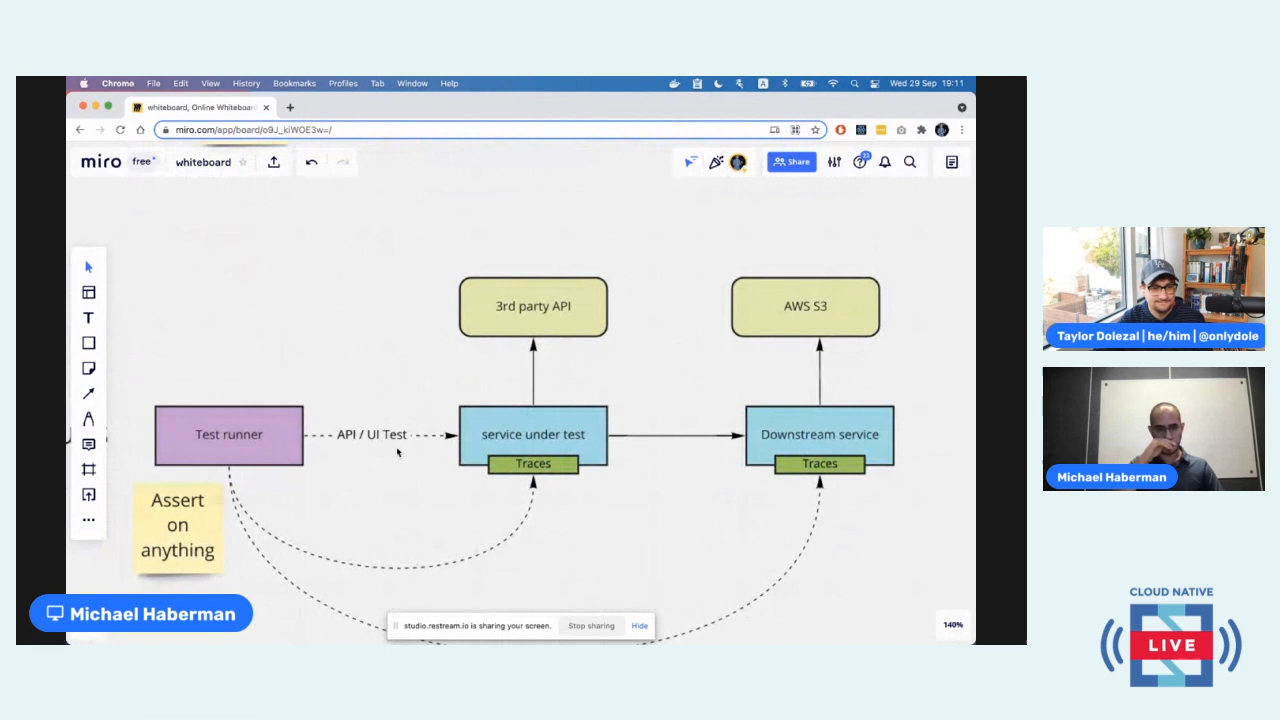 Chrome File Edit View History Bookmarks Profiles Tab Window Help
A
Wed 29 Sep 19:11
whiteboard, Online Whiteboar
miro.com/app/board/o9J_kiWOE3w=/
miro free whiteboard
Share
3rd party API
AWS S3
Test runner
API / UI Test
service under test
Downstream service
Traces
Traces
Assert
on
anything
studio.restream.io is sharing your screen. Stop sharing Hide
140%
Michael Haberman
Taylor Dolezal | he/him | @onlydole
Michael Haberman
CLOUD NATIVE
LIVE